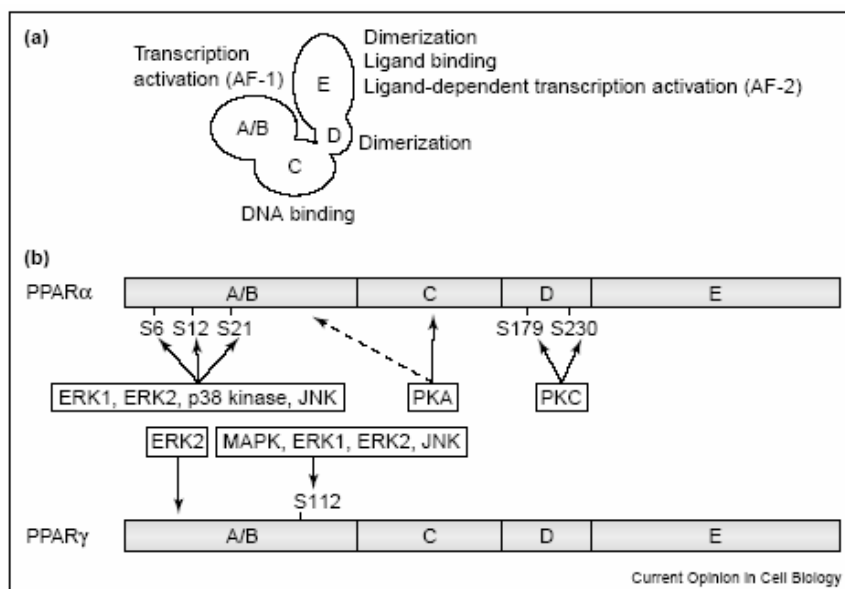 (a)
Transcription
activation (AF-1)
Dimerization
Ligand binding
Ligand-dependent transcription activation (AF-2)
E
A/B
D
Dimerization
C
DNA binding
(b)
PPARα
A/B
C
D
E
S6 S12 S21
S179 S230
ERK1, ERK2, p38 kinase, JNK
PKA
PKC
ERK2
MAPK, ERK1, ERK2, JNK
S112
PPARγ
A/B
C
D
E
Current Opinion in Cell Biology